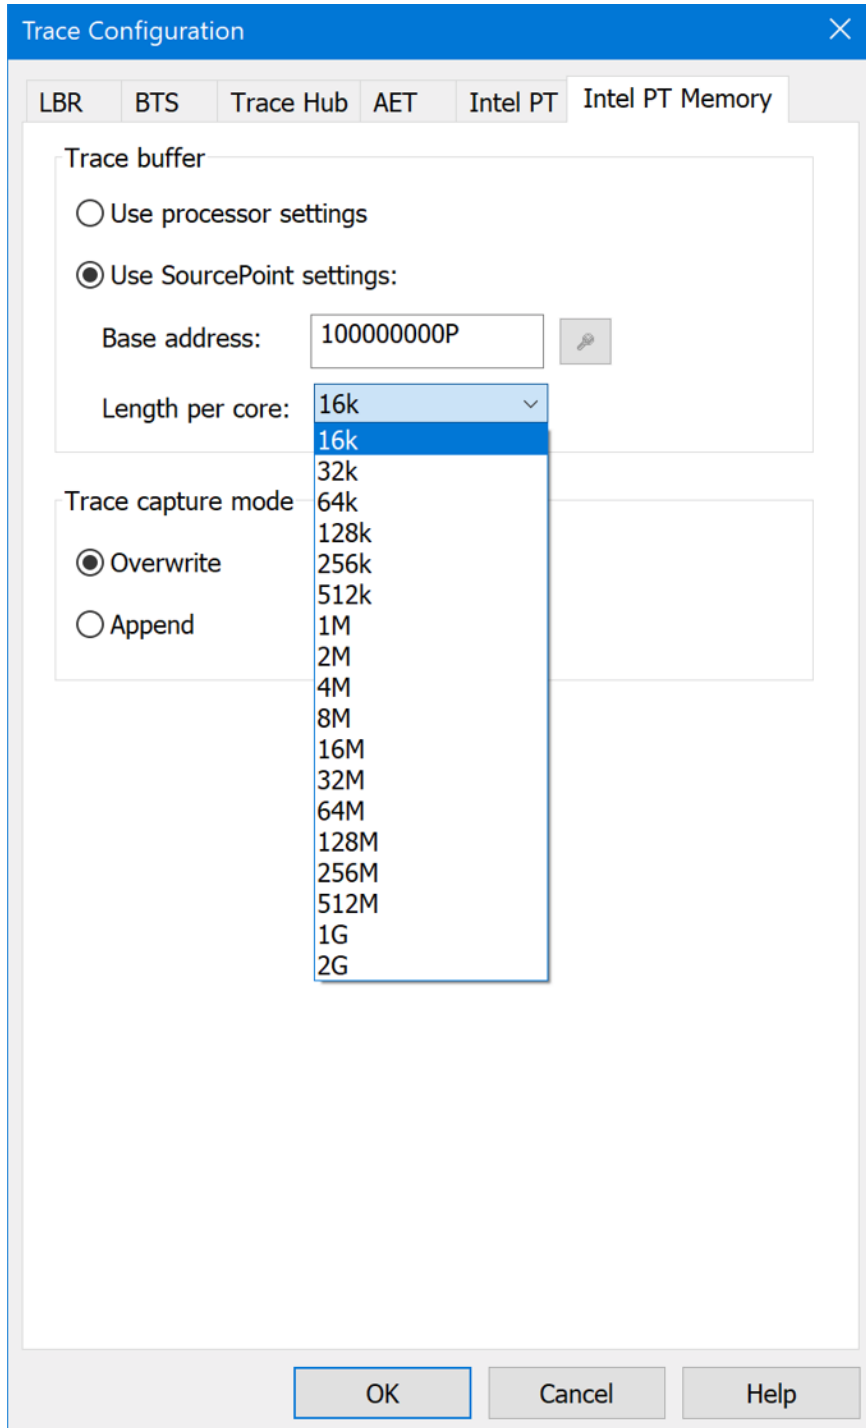 Trace Configuration
LBR BTS Trace Hub AET Intel PT Intel PT Memory
Trace buffer
Use processor settings
Use SourcePoint settings:
Base address: 100000000P
Length per core: 16k
16k
32k
64k
128k
256k
512k
1M
2M
4M
8M
16M
32M
64M
128M
256M
512M
1G
2G
Trace capture mode
Overwrite
Append
OK Cancel Help